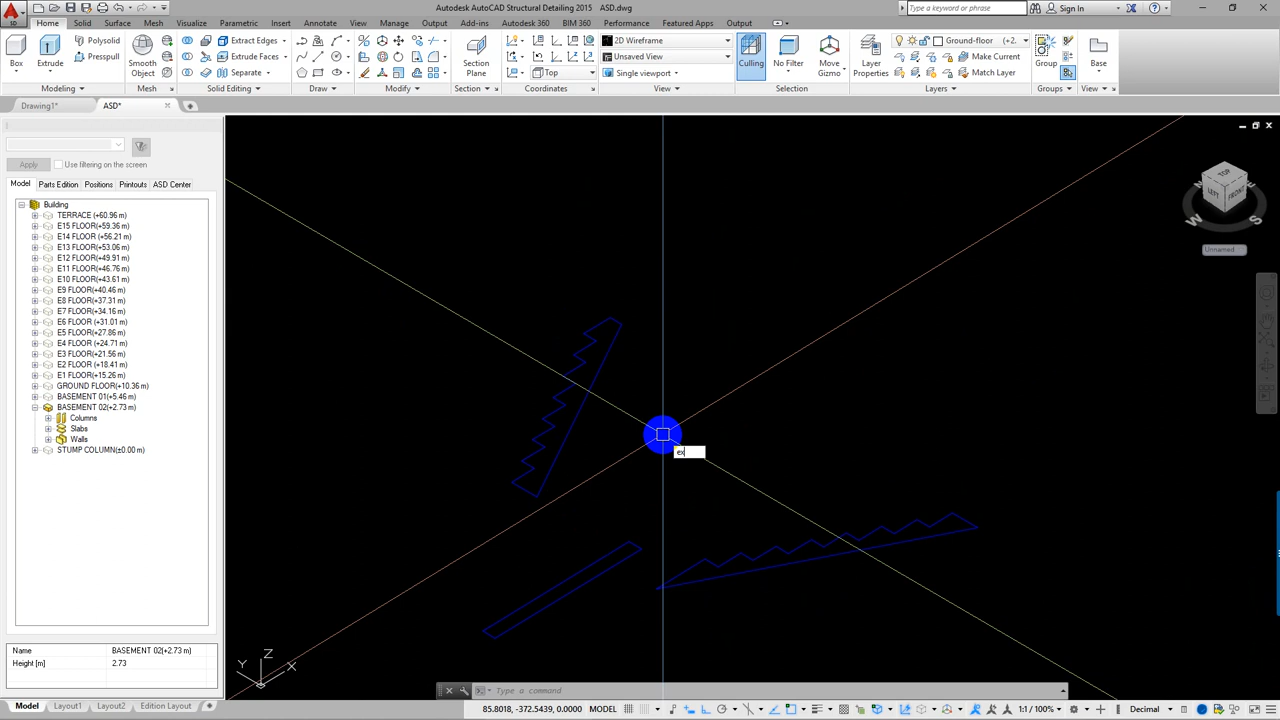 Autodesk AutoCAD Structural Detailing 2015 ASD.dwg
Type a keyword or phrase
Sign In
Home Solid Surface Mesh Visualize Parametric Insert Annotate View Manage Output Add-ins Autodesk 360 BIM 360 Performance Featured Apps Output
Box
Extrude
Polysolid
Presspull
Modeling
Smooth Object
Mesh
Extract Edges
Extrude Faces
Separate
Solid Editing
Draw
Modify
Section Plane
Section
Top
Coordinates
2D Wireframe
Unsaved View
Single viewport
View
Culling
No Filter
Move Gizmo
Selection
Layer Properties
Ground-floor (+2.
Make Current
Match Layer
Layers
Group
Groups
Base
View
Drawing1*
ASD*
Apply
Use filtering on the screen
Model Parts Edition Positions Printouts ASD Center
Building
TERRACE (+60.96 m)
E15 FLOOR(+59.36 m)
E14 FLOOR (+56.21 m)
E13 FLOOR(+53.06 m)
E12 FLOOR(+49.91 m)
E11 FLOOR(+46.76 m)
E10 FLOOR(+43.61 m)
E9 FLOOR(+40.46 m)
E8 FLOOR(+37.31 m)
E7 FLOOR(+34.16 m)
E6 FLOOR (+31.01 m)
E5 FLOOR(+27.86 m)
E4 FLOOR (+24.71 m)
E3 FLOOR(+21.56 m)
E2 FLOOR (+18.41 m)
E1 FLOOR(+15.26 m)
GROUND FLOOR(+10.36 m)
BASEMENT 01(+5.46 m)
BASEMENT 02(+2.73 m)
Columns
Slabs
Walls
STUMP COLUMN(±0.00 m)
TOP
LEFT
FRONT
W
S
Unnamed
ex
Z
Y
X
Name BASEMENT 02(+2.73 m)
Height [m] 2.73
Type a command
Model Layout1 Layout2 Edition Layout
85.8018, -372.5439, 0.0000 MODEL
1:1 / 100%
Decimal